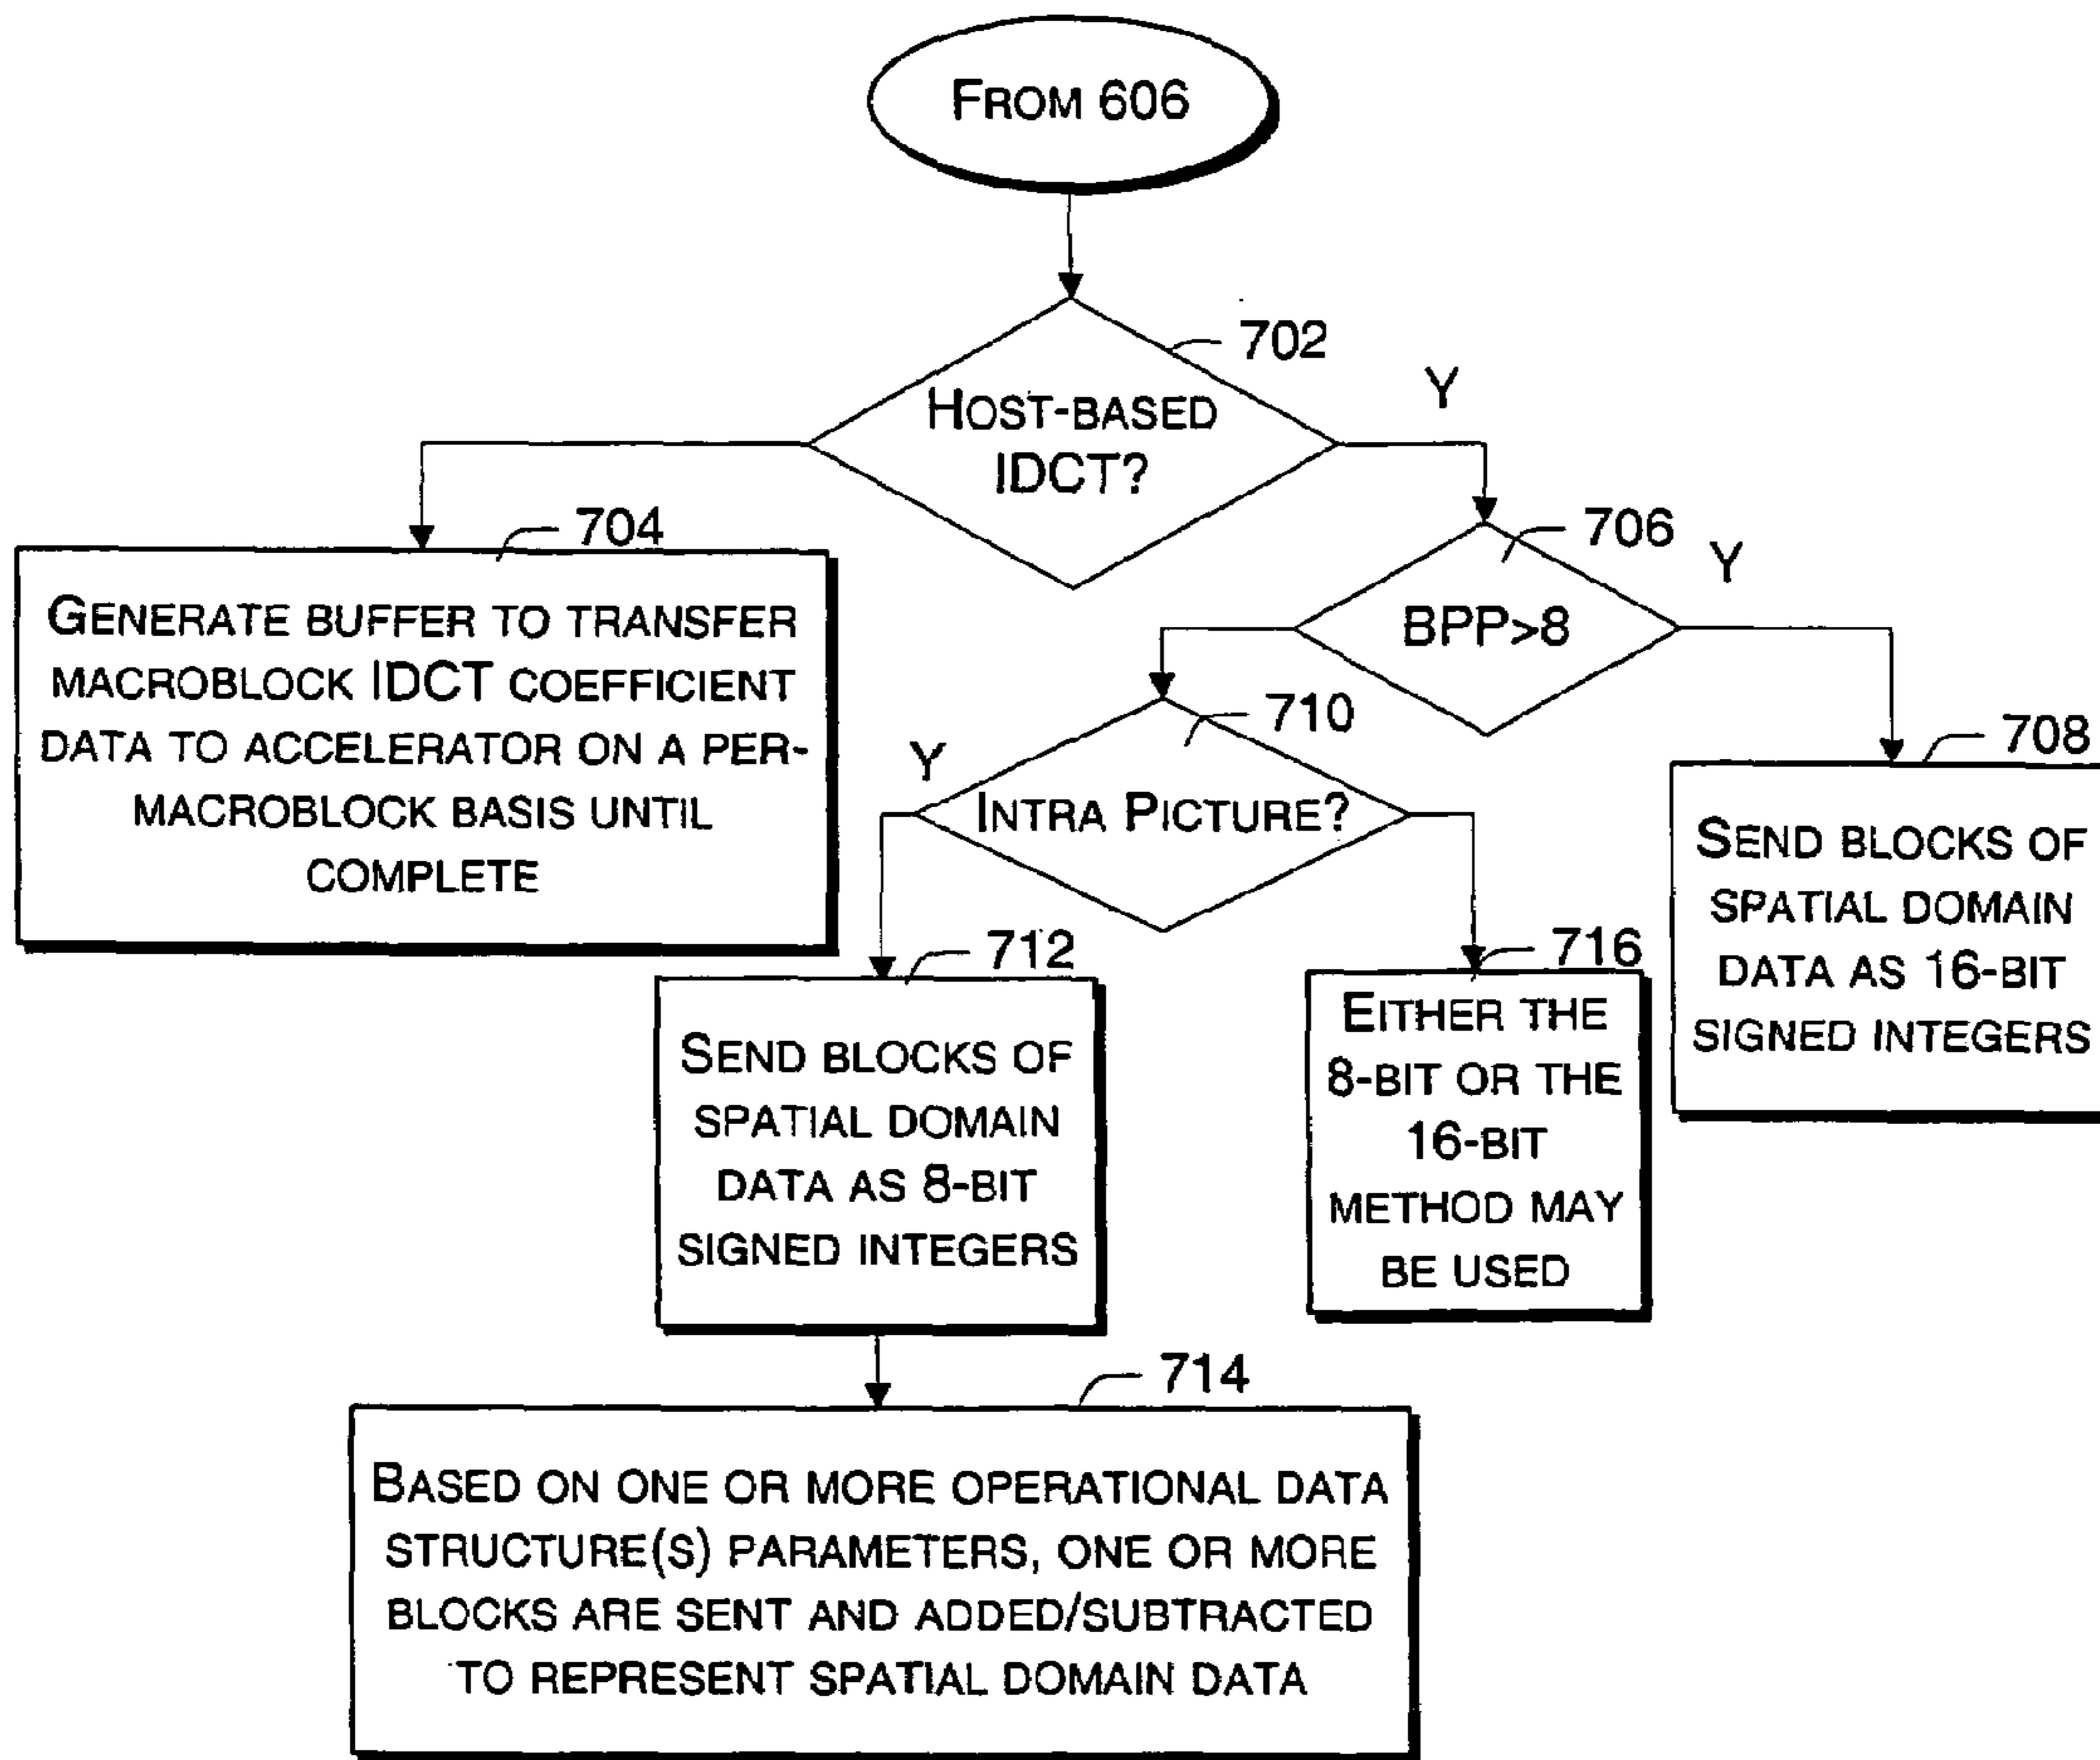 FROM 606
702
HOST-BASED
IDCT?
Y
704
GENERATE BUFFER TO TRANSFER
MACROBLOCK IDCT COEFFICIENT
DATA TO ACCELERATOR ON A PER-
MACROBLOCK BASIS UNTIL
COMPLETE
706
BPP>8
Y
708
SEND BLOCKS OF
SPATIAL DOMAIN
DATA AS 16-BIT
SIGNED INTEGERS
710
INTRA PICTURE?
Y
712
SEND BLOCKS OF
SPATIAL DOMAIN
DATA AS 8-BIT
SIGNED INTEGERS
716
EITHER THE
8-BIT OR THE
16-BIT
METHOD MAY
BE USED
714
BASED ON ONE OR MORE OPERATIONAL DATA
STRUCTURE(S) PARAMETERS, ONE OR MORE
BLOCKS ARE SENT AND ADDED/SUBTRACTED
TO REPRESENT SPATIAL DOMAIN DATA